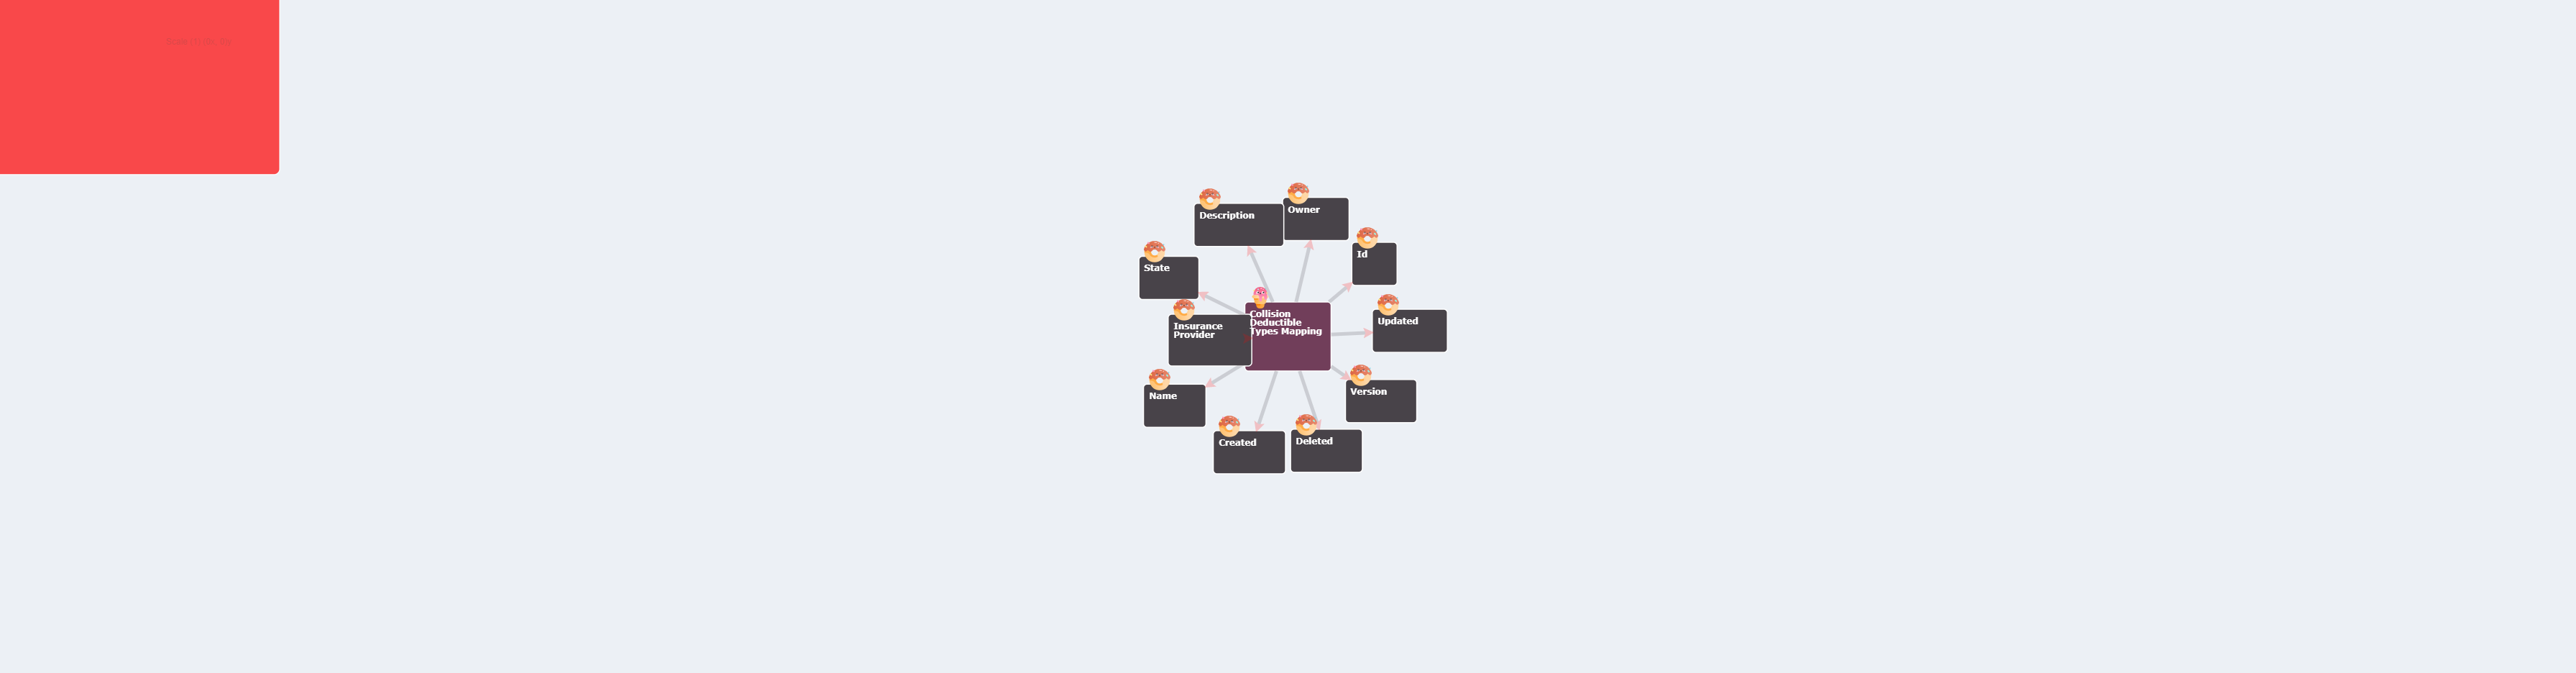 Owner
Description
Id
State
Collision
Deductible
Types Mapping
Updated
Insurance
Provider
Version
Name
Deleted
Created